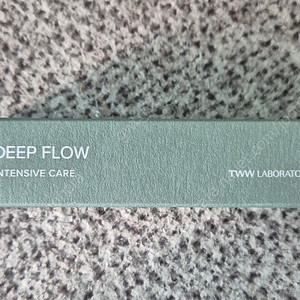 DEEP FLOW
INTENSIVE CARE
TWW LABORATO